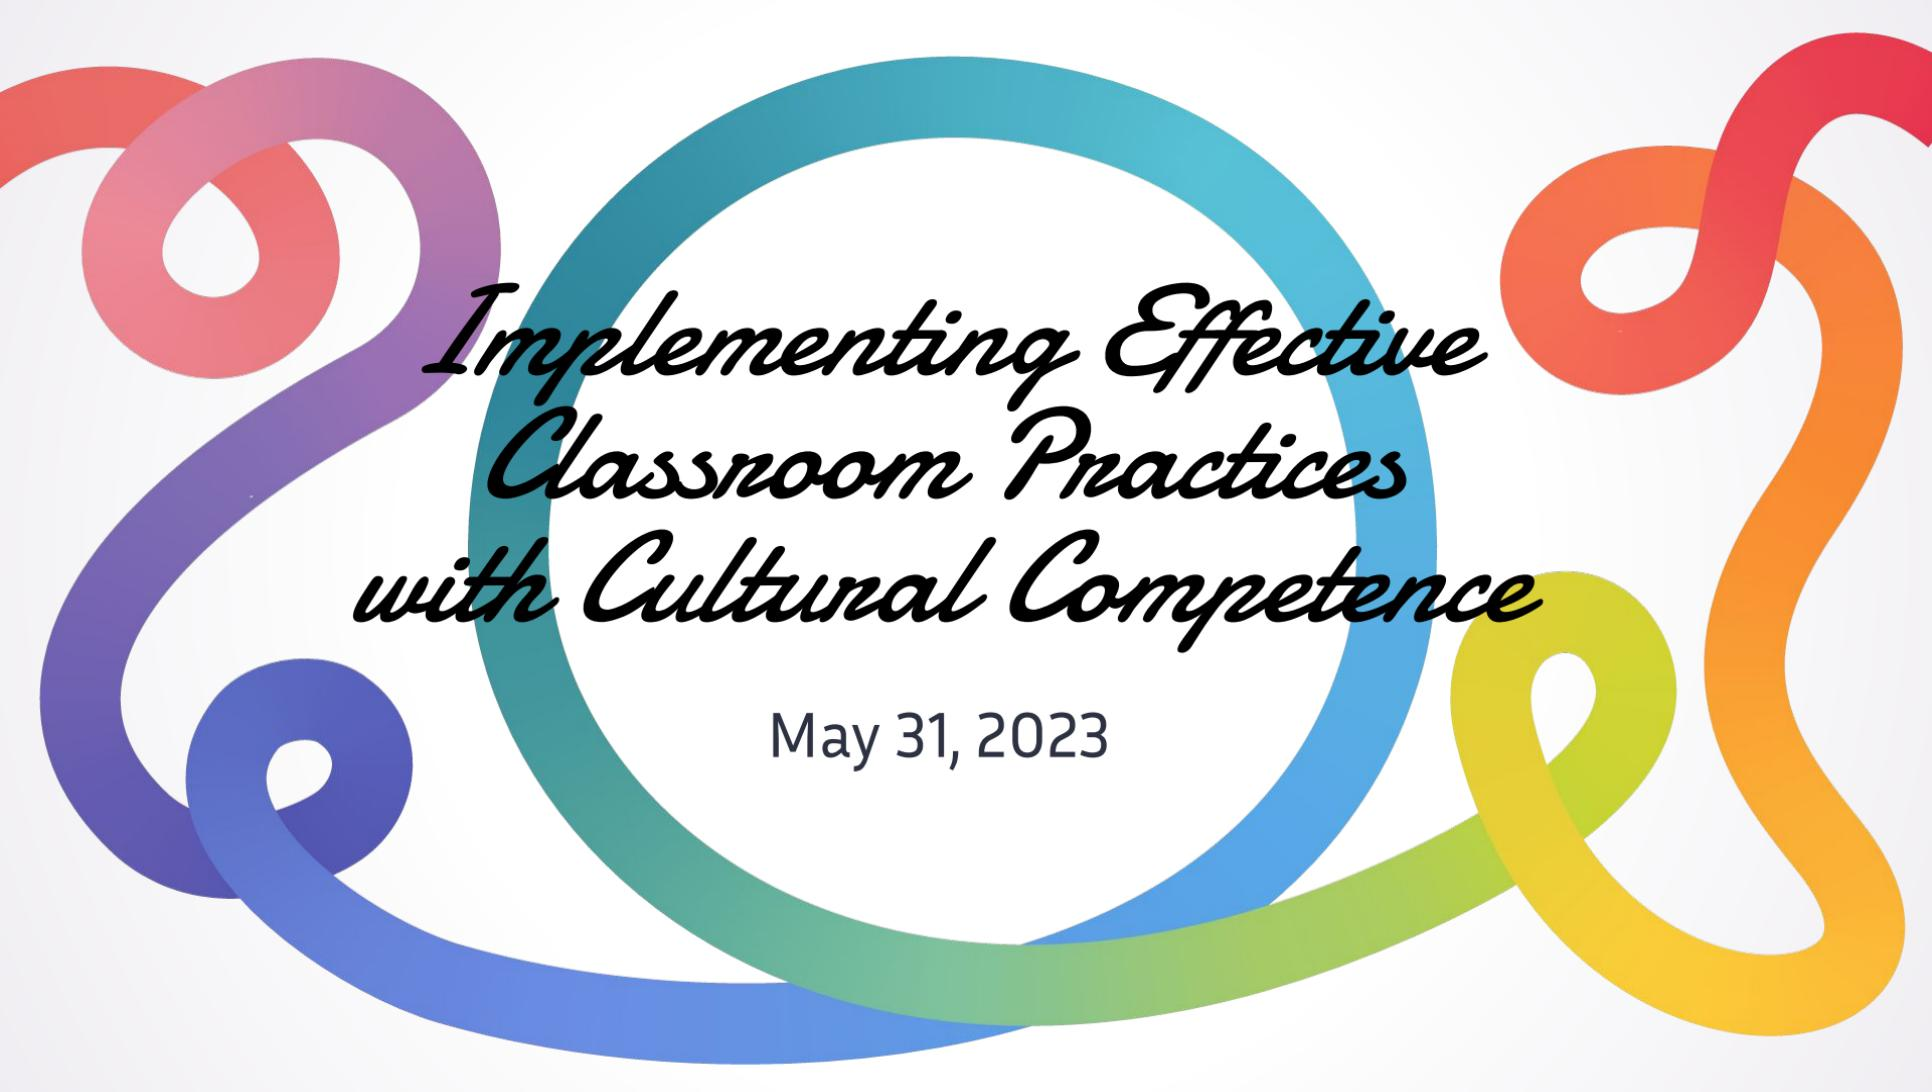 Implementing Effective
Classroom Practices
with Cultural Competence
May 31, 2023